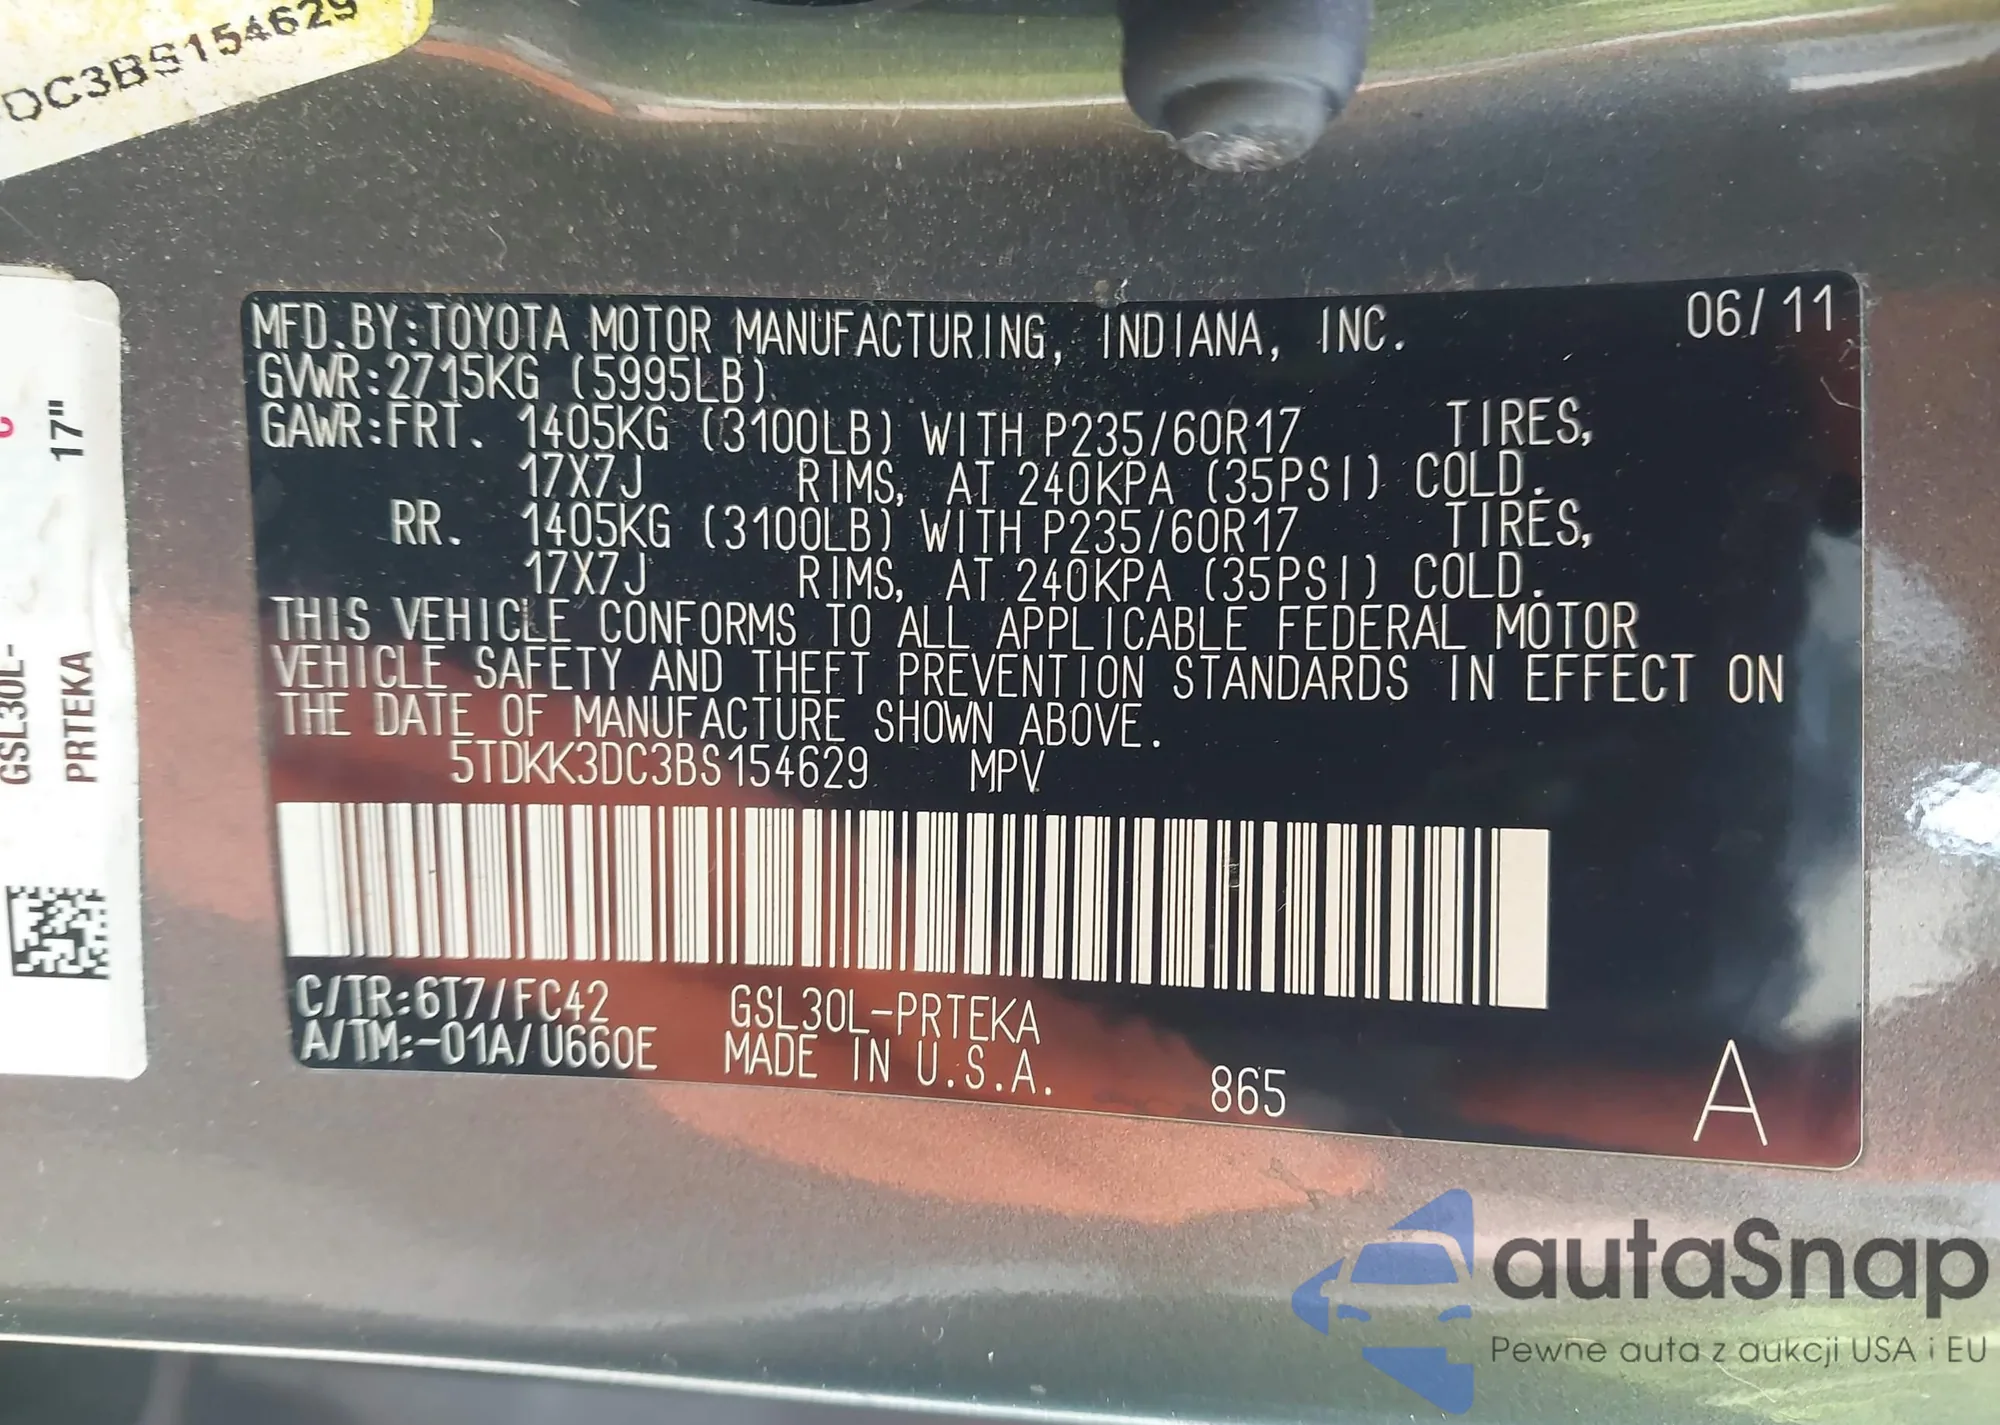 DC3BS154629
17"
GSL30L-
PRTEKA
MFD.BY:TOYOTA MOTOR MANUFACTURING, INDIANA, INC. 06/11
GVWR:2715KG (5995LB)
GAWR:FRT. 1405KG (3100LB) WITH P235/60R17 TIRES,
17X7J RIMS, AT 240KPA (35PSI) COLD.
RR. 1405KG (3100LB) WITH P235/60R17 TIRES,
17X7J RIMS, AT 240KPA (35PSI) COLD.
THIS VEHICLE CONFORMS TO ALL APPLICABLE FEDERAL MOTOR
VEHICLE SAFETY AND THEFT PREVENTION STANDARDS IN EFFECT ON
THE DATE OF MANUFACTURE SHOWN ABOVE.
5TDKK3DC3BS154629 MPV
C/TR:6T7/FC42 GSL30L-PRTEKA
A/TM:-01A/U660E MADE IN U.S.A. 865 A
autaSnap
Pewne auta z aukcji USA i EU